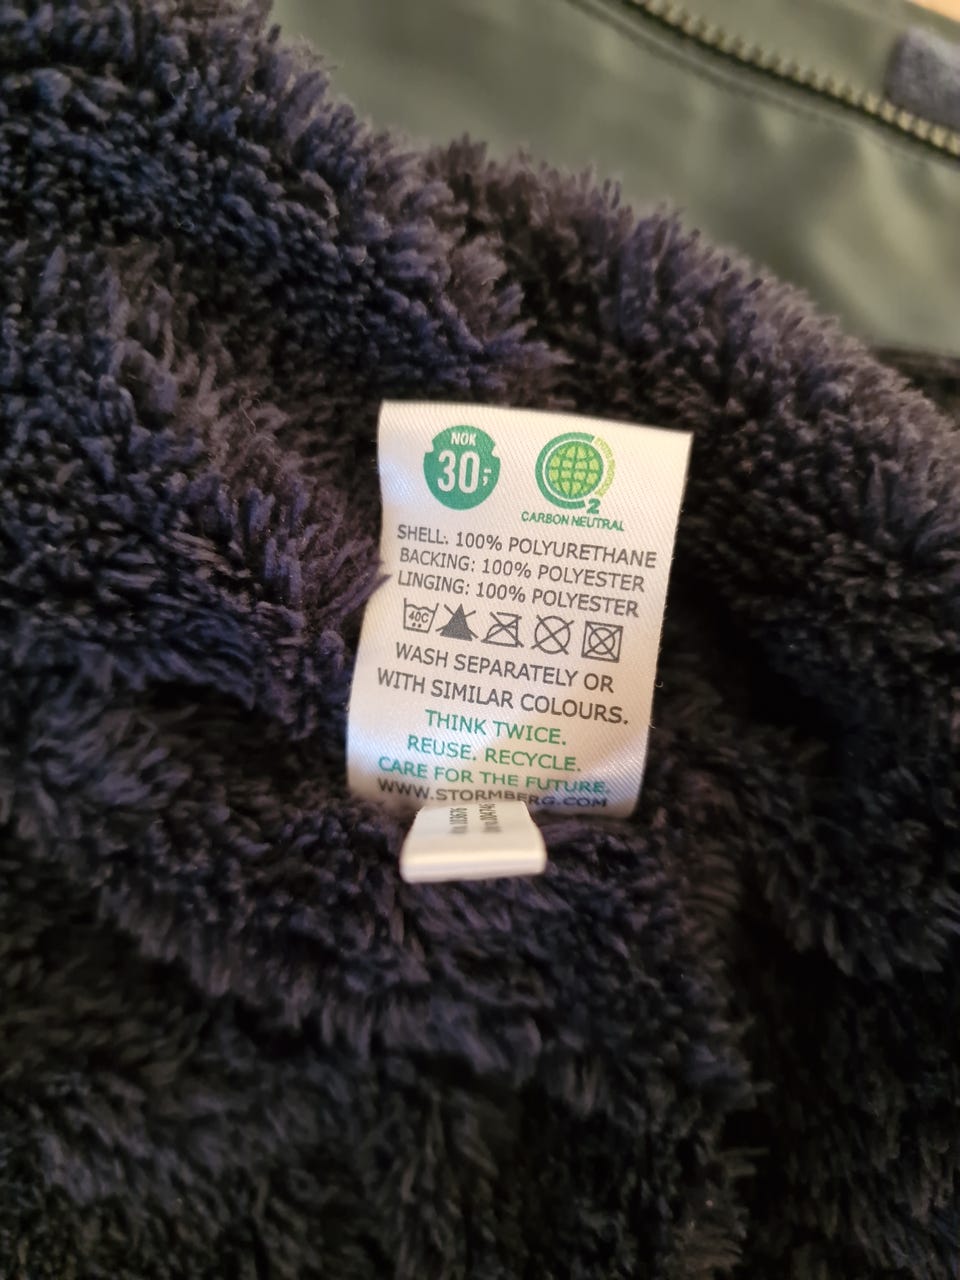 NOK
30,-
2
CARBON NEUTRAL
SHELL: 100% POLYURETHANE
BACKING: 100% POLYESTER
LINGING: 100% POLYESTER
40C
WASH SEPARATELY OR
WITH SIMILAR COLOURS.
THINK TWICE.
REUSE. RECYCLE.
CARE FOR THE FUTURE.
WWW.STORMBERG.COM